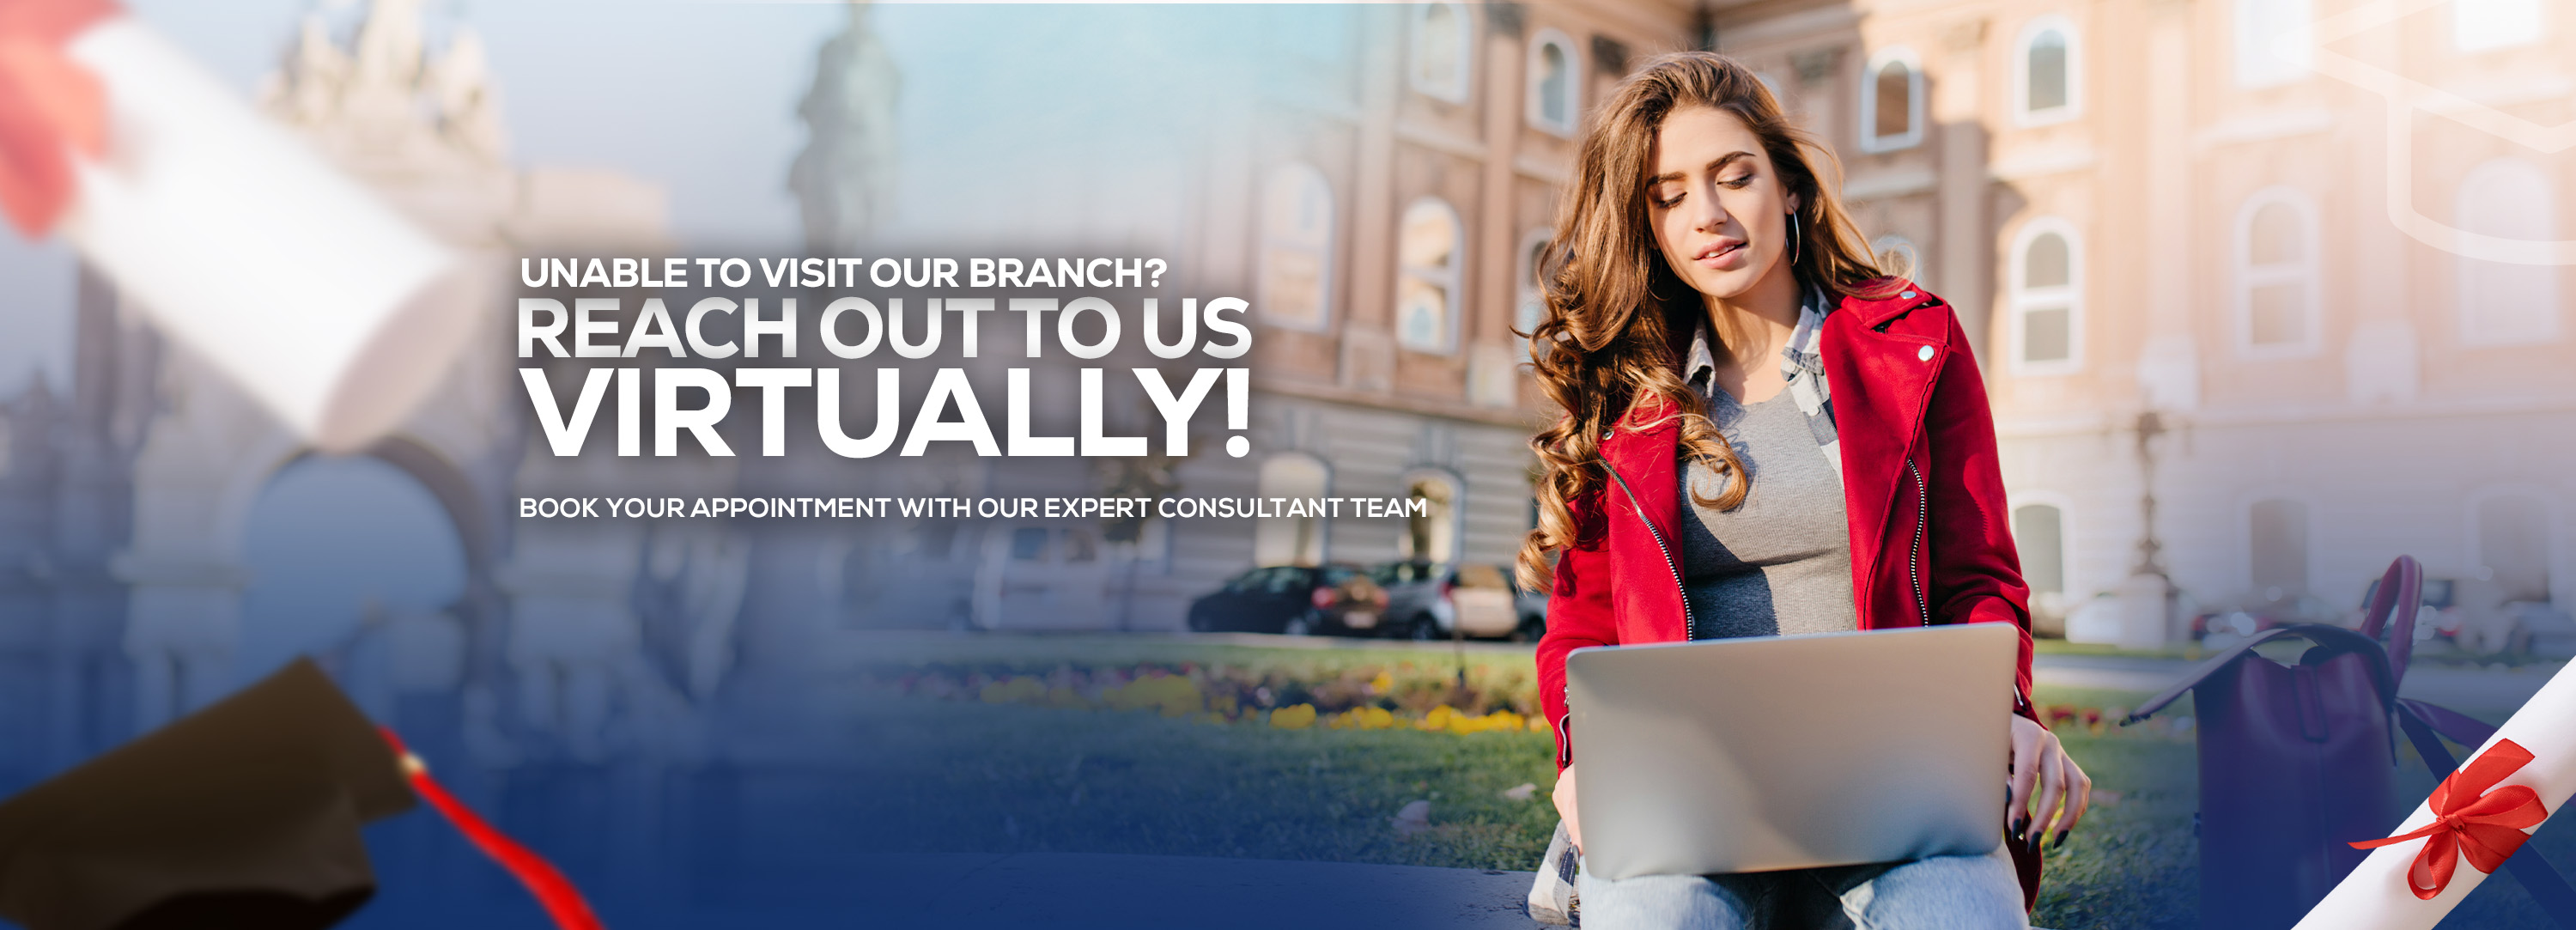 UNABLE TO VISIT OUR BRANCH?
REACH OUT TO US
VIRTUALLY!
BOOK YOUR APPOINTMENT WITH OUR EXPERT CONSULTANT TEAM